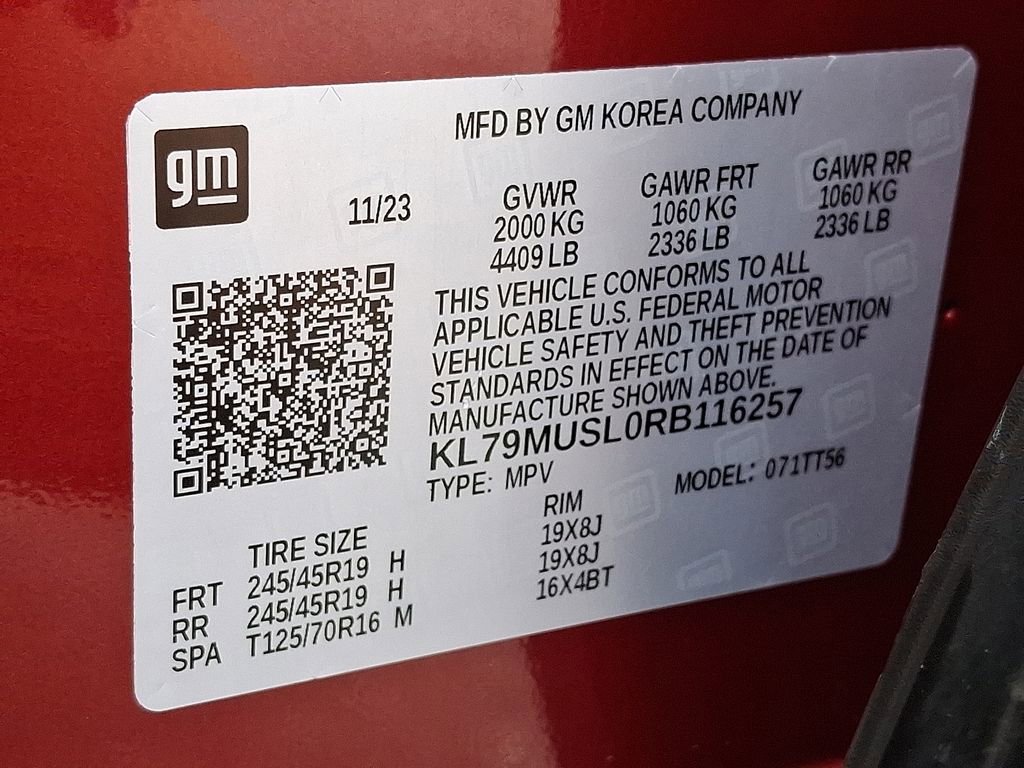 gm
MFD BY GM KOREA COMPANY
11/23
GVWR GAWR FRT GAWR RR
2000 KG 1060 KG 1060 KG
4409 LB 2336 LB 2336 LB
THIS VEHICLE CONFORMS TO ALL
APPLICABLE U.S. FEDERAL MOTOR
VEHICLE SAFETY AND THEFT PREVENTION
STANDARDS IN EFFECT ON THE DATE OF
MANUFACTURE SHOWN ABOVE.
KL79MUSL0RB116257
TYPE: MPV MODEL: 071TT56
TIRE SIZE RIM
FRT 245/45R19 H 19X8J
RR 245/45R19 H 19X8J
SPA T125/70R16 M 16X4BT